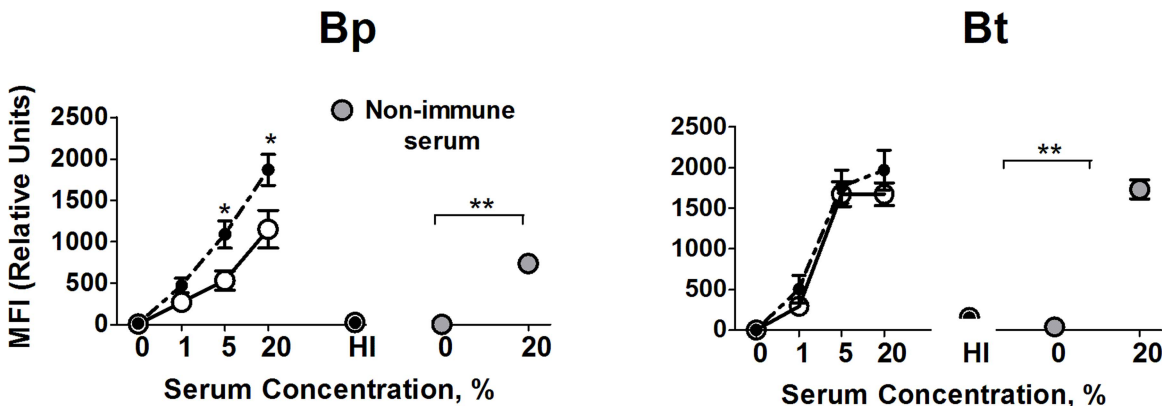 Bp
Bt
MFI (Relative Units)
2500
2000
1500
1000
500
0
Non-immune
serum
*
*
**
0 1 5 20 HI 0 20
Serum Concentration, %
2500
2000
1500
1000
500
0
**
0 1 5 20 HI 0 20
Serum Concentration, %